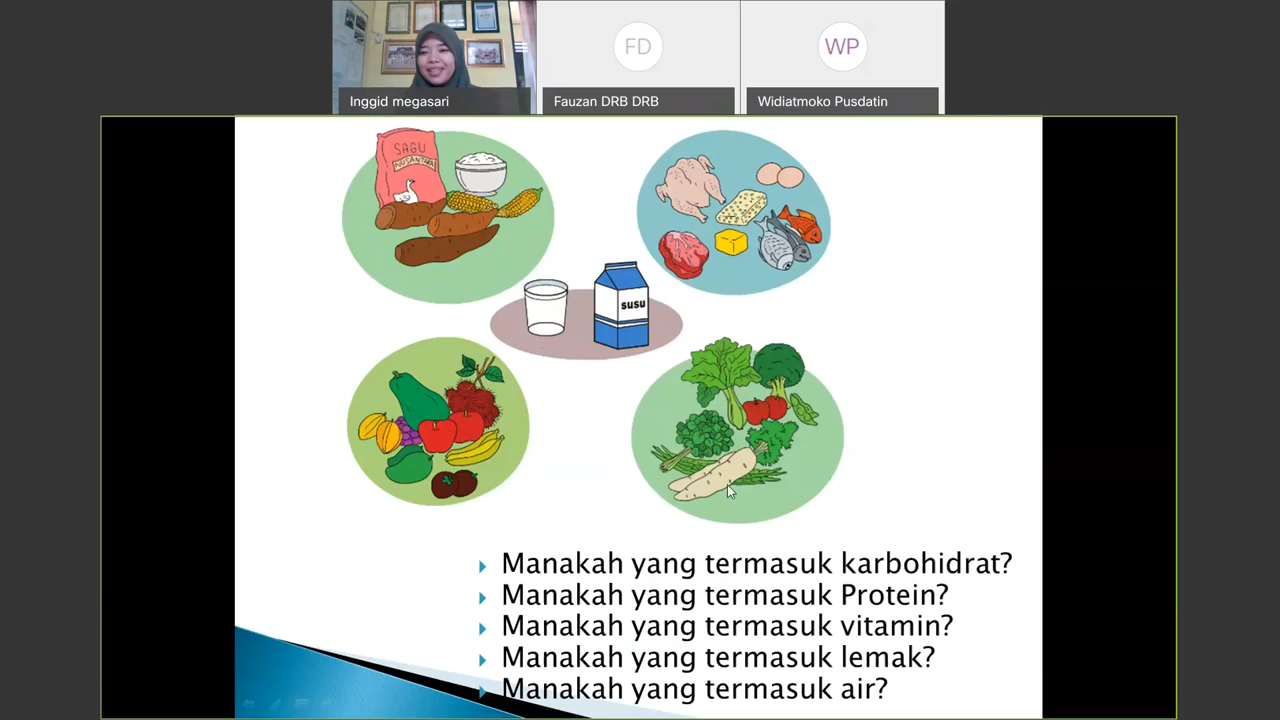 FD
WP
Inggid megasari
Fauzan DRB DRB
Widiatmoko Pusdatin
SAGU
NUSANTARA
susu
Manakah yang termasuk karbohidrat?
Manakah yang termasuk Protein?
Manakah yang termasuk vitamin?
Manakah yang termasuk lemak?
Manakah yang termasuk air?